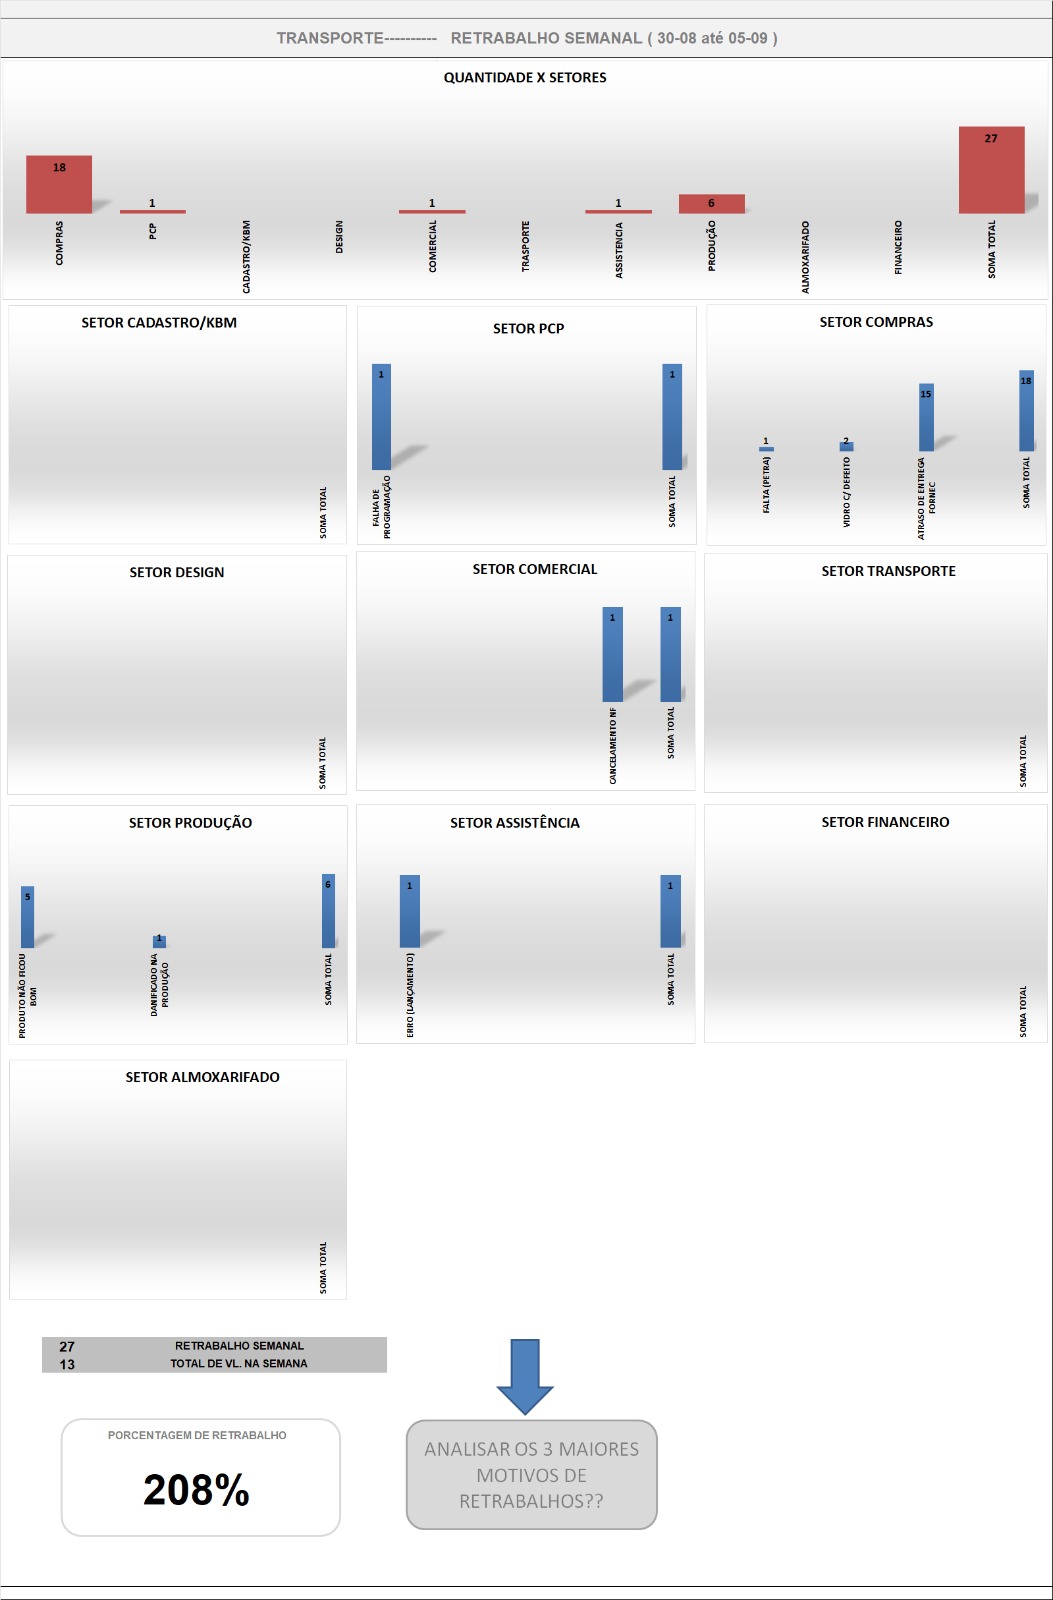 TRANSPORTE---------- RETRABALHO SEMANAL ( 30-08 até 05-09 )
QUANTIDADE X SETORES
18
1
1
1
6
27
COMPRAS
PCP
CADASTRO/KBM
DESIGN
COMERCIAL
TRASPORTE
ASSISTENCIA
PRODUÇÃO
ALMOXARIFADO
FINANCEIRO
SOMA TOTAL
SETOR CADASTRO/KBM
SOMA TOTAL
SETOR PCP
1
1
FALHA DE
PROGRAMAÇÃO
SOMA TOTAL
SETOR COMPRAS
1
2
15
18
FALTA (PETRA)
VIDRO C/ DEFEITO
ATRASO DE ENTREGA
FORNEC
SOMA TOTAL
SETOR DESIGN
SOMA TOTAL
SETOR COMERCIAL
1
1
CANCELAMENTO NF
SOMA TOTAL
SETOR TRANSPORTE
SOMA TOTAL
SETOR PRODUÇÃO
5
1
6
PRODUTO NÃO FICOU
BOM
DANIFICADO NA
PRODUÇÃO
SOMA TOTAL
SETOR ASSISTÊNCIA
1
1
ERRO (LANÇAMENTO)
SOMA TOTAL
SETOR FINANCEIRO
SOMA TOTAL
SETOR ALMOXARIFADO
SOMA TOTAL
27 RETRABALHO SEMANAL
13 TOTAL DE VL. NA SEMANA
PORCENTAGEM DE RETRABALHO
208%
ANALISAR OS 3 MAIORES
MOTIVOS DE
RETRABALHOS??